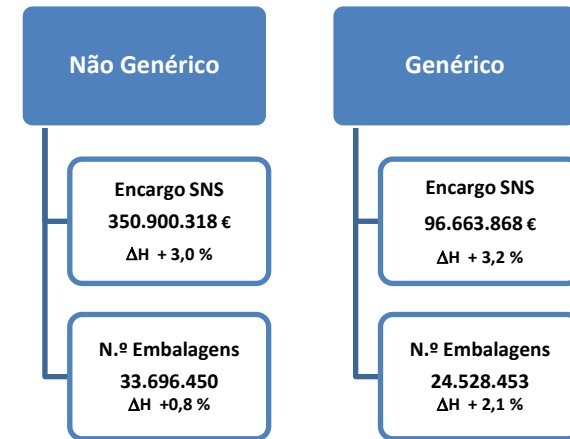 Não Genérico
Encargo SNS
350.900.318 €
ΔH + 3,0 %
N.º Embalagens
33.696.450
ΔH +0,8 %
Genérico
Encargo SNS
96.663.868 €
ΔH + 3,2 %
N.º Embalagens
24.528.453
ΔH + 2,1 %